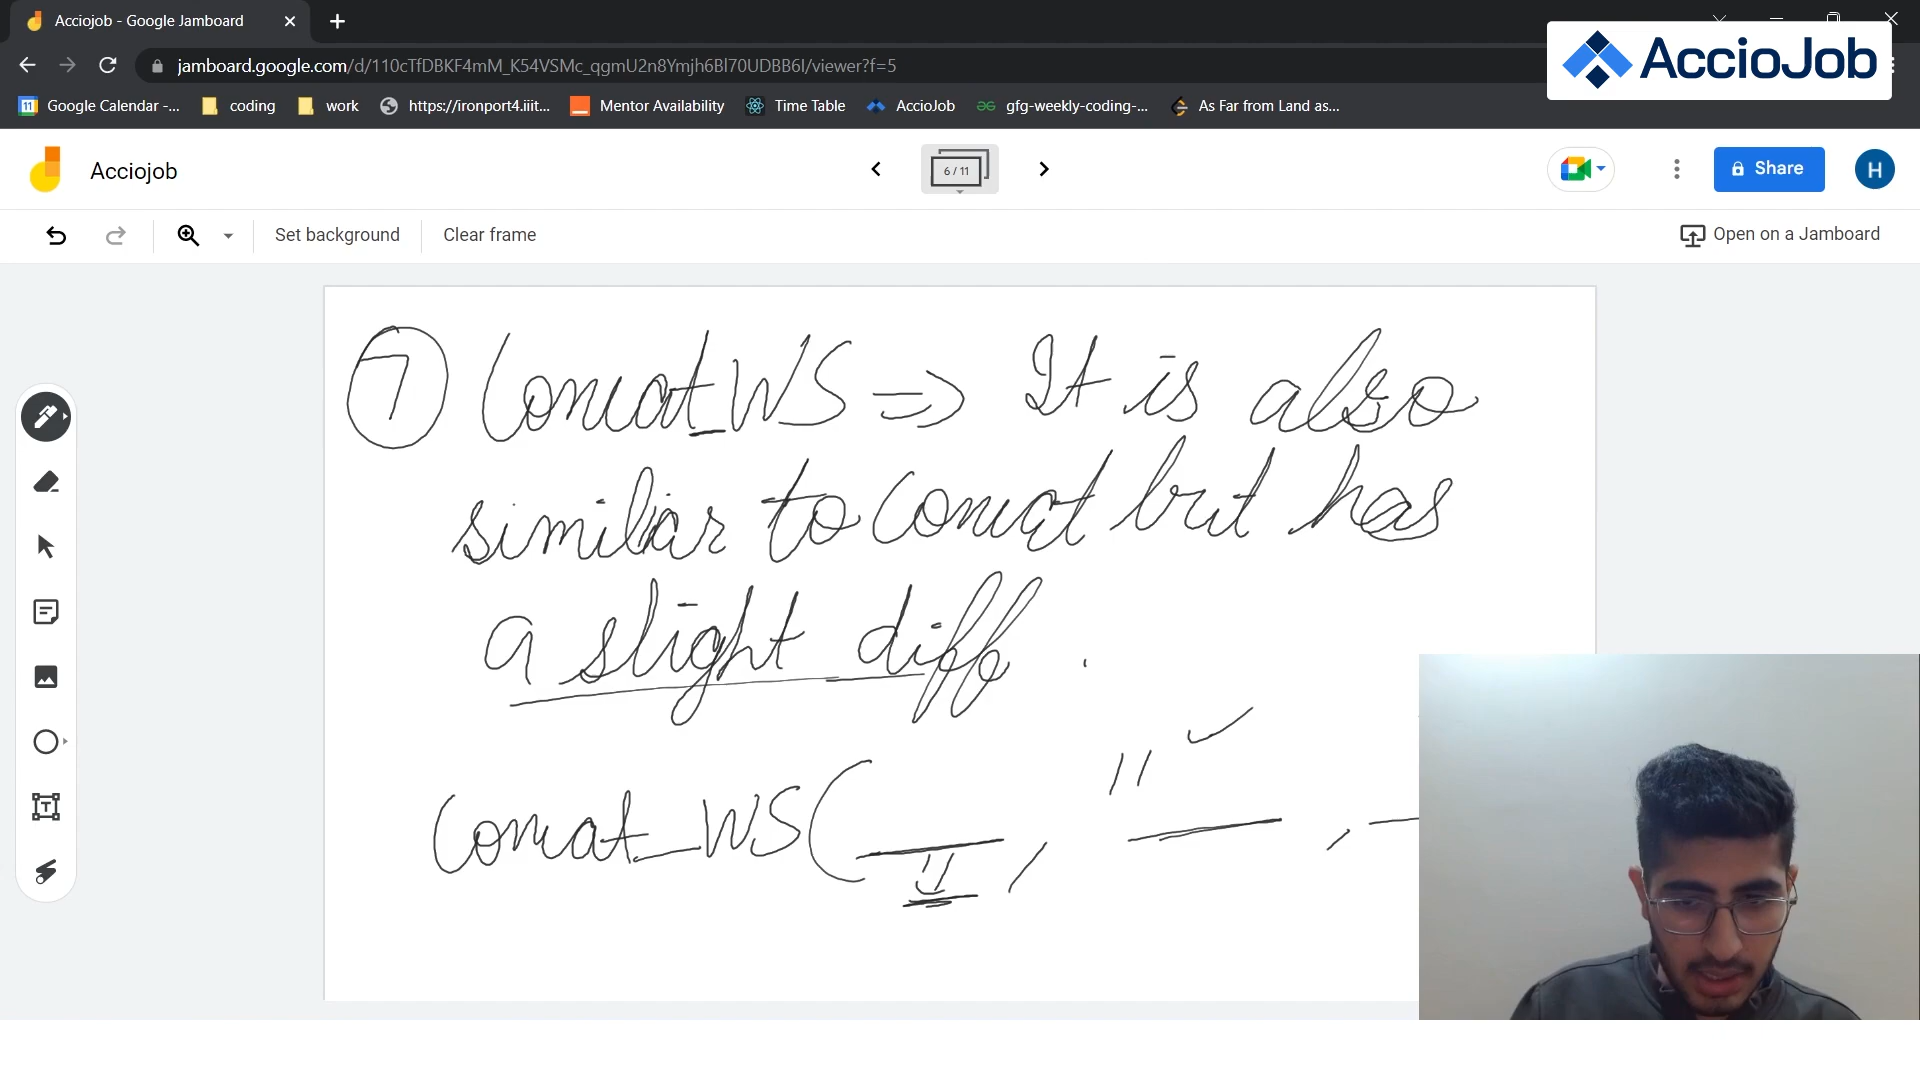 Acciojob - Google Jamboard
jamboard.google.com/d/110cTfDBKF4mM_K54VSMc_qgmU2n8Ymjh6Bl70UDBB6I/viewer?f=5
AccioJob
11 Google Calendar -... coding work https://ironport4.iiit... Mentor Availability Time Table AccioJob GG gfg-weekly-coding-... As Far from Land as...
Acciojob 6 / 11 Share H
Set background Clear frame Open on a Jamboard
7 Concat_WS => It is also
similar to Concat but has
a slight diff .
"
Concat_WS( , ,